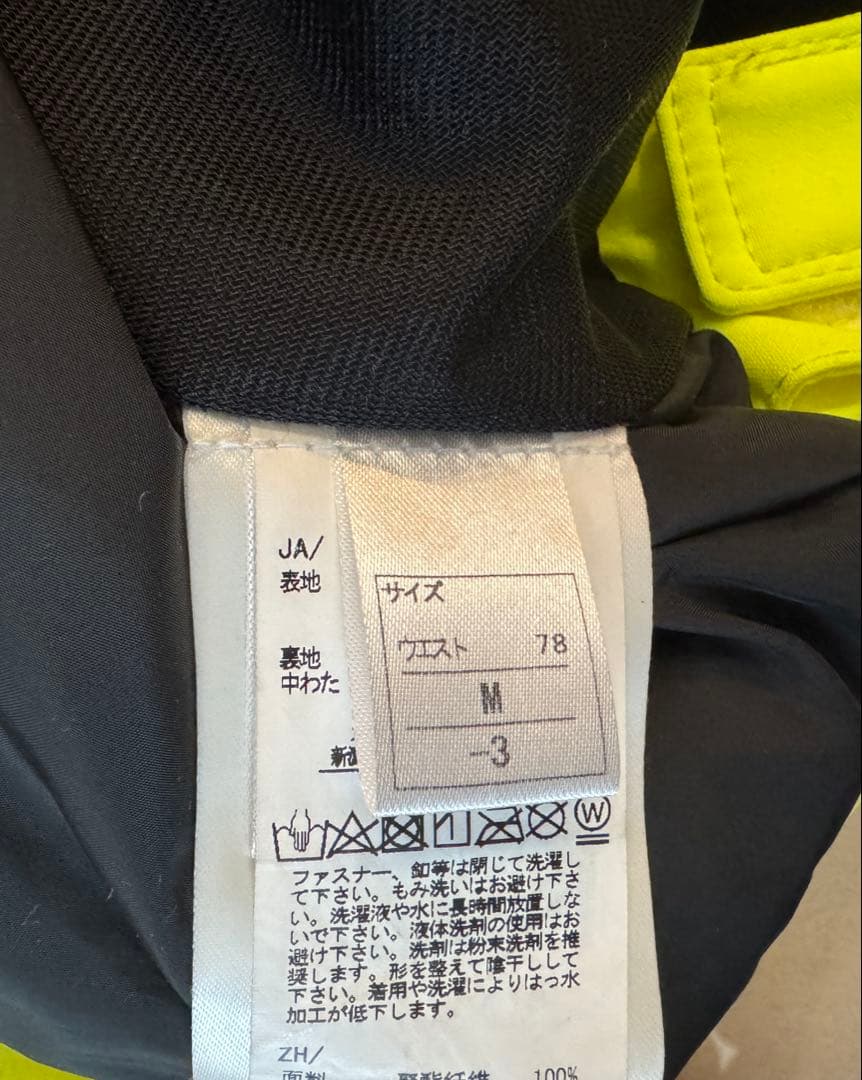 JA/
表地
裏地
中わた
サイズ
ウエスト 78
M
-3
W
ファスナー、釦等は閉じて洗濯し
て下さい。もみ洗いはお避け下さ
い。洗濯液や水に長時間放置しな
いで下さい。液体洗剤の使用はお
避け下さい。洗剤は粉末洗剤を推
奨します。形を整えて陰干しして
下さい。着用や洗濯によりはっ水
加工が低下します。
ZH/
面料 聚酯纤维 100%